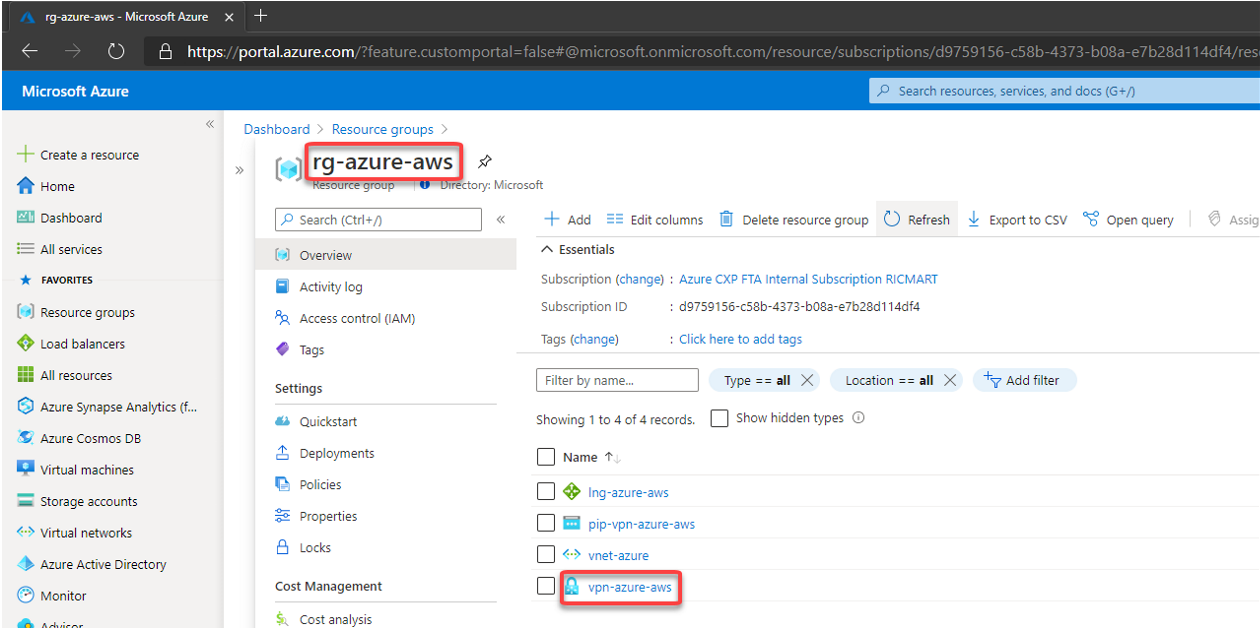 rg-azure-aws - Microsoft Azure
https://portal.azure.com/?feature.customportal=false#@microsoft.onmicrosoft.com/resource/subscriptions/d9759156-c58b-4373-b08a-e7b28d114df4/res
Microsoft Azure
Search resources, services, and docs (G+/)
Create a resource
Home
Dashboard
All services
FAVORITES
Resource groups
Load balancers
All resources
Azure Synapse Analytics (f...
Azure Cosmos DB
Virtual machines
Storage accounts
Virtual networks
Azure Active Directory
Monitor
Advisor
Dashboard > Resource groups >
rg-azure-aws
Resource group
Directory: Microsoft
Search (Ctrl+/)
Overview
Activity log
Access control (IAM)
Tags
Settings
Quickstart
Deployments
Policies
Properties
Locks
Cost Management
Cost analysis
Add Edit columns Delete resource group Refresh Export to CSV Open query Assig
Essentials
Subscription (change) : Azure CXP FTA Internal Subscription RICMART
Subscription ID : d9759156-c58b-4373-b08a-e7b28d114df4
Tags (change) : Click here to add tags
Filter by name... Type == all Location == all Add filter
Showing 1 to 4 of 4 records. Show hidden types
Name
lng-azure-aws
pip-vpn-azure-aws
vnet-azure
vpn-azure-aws